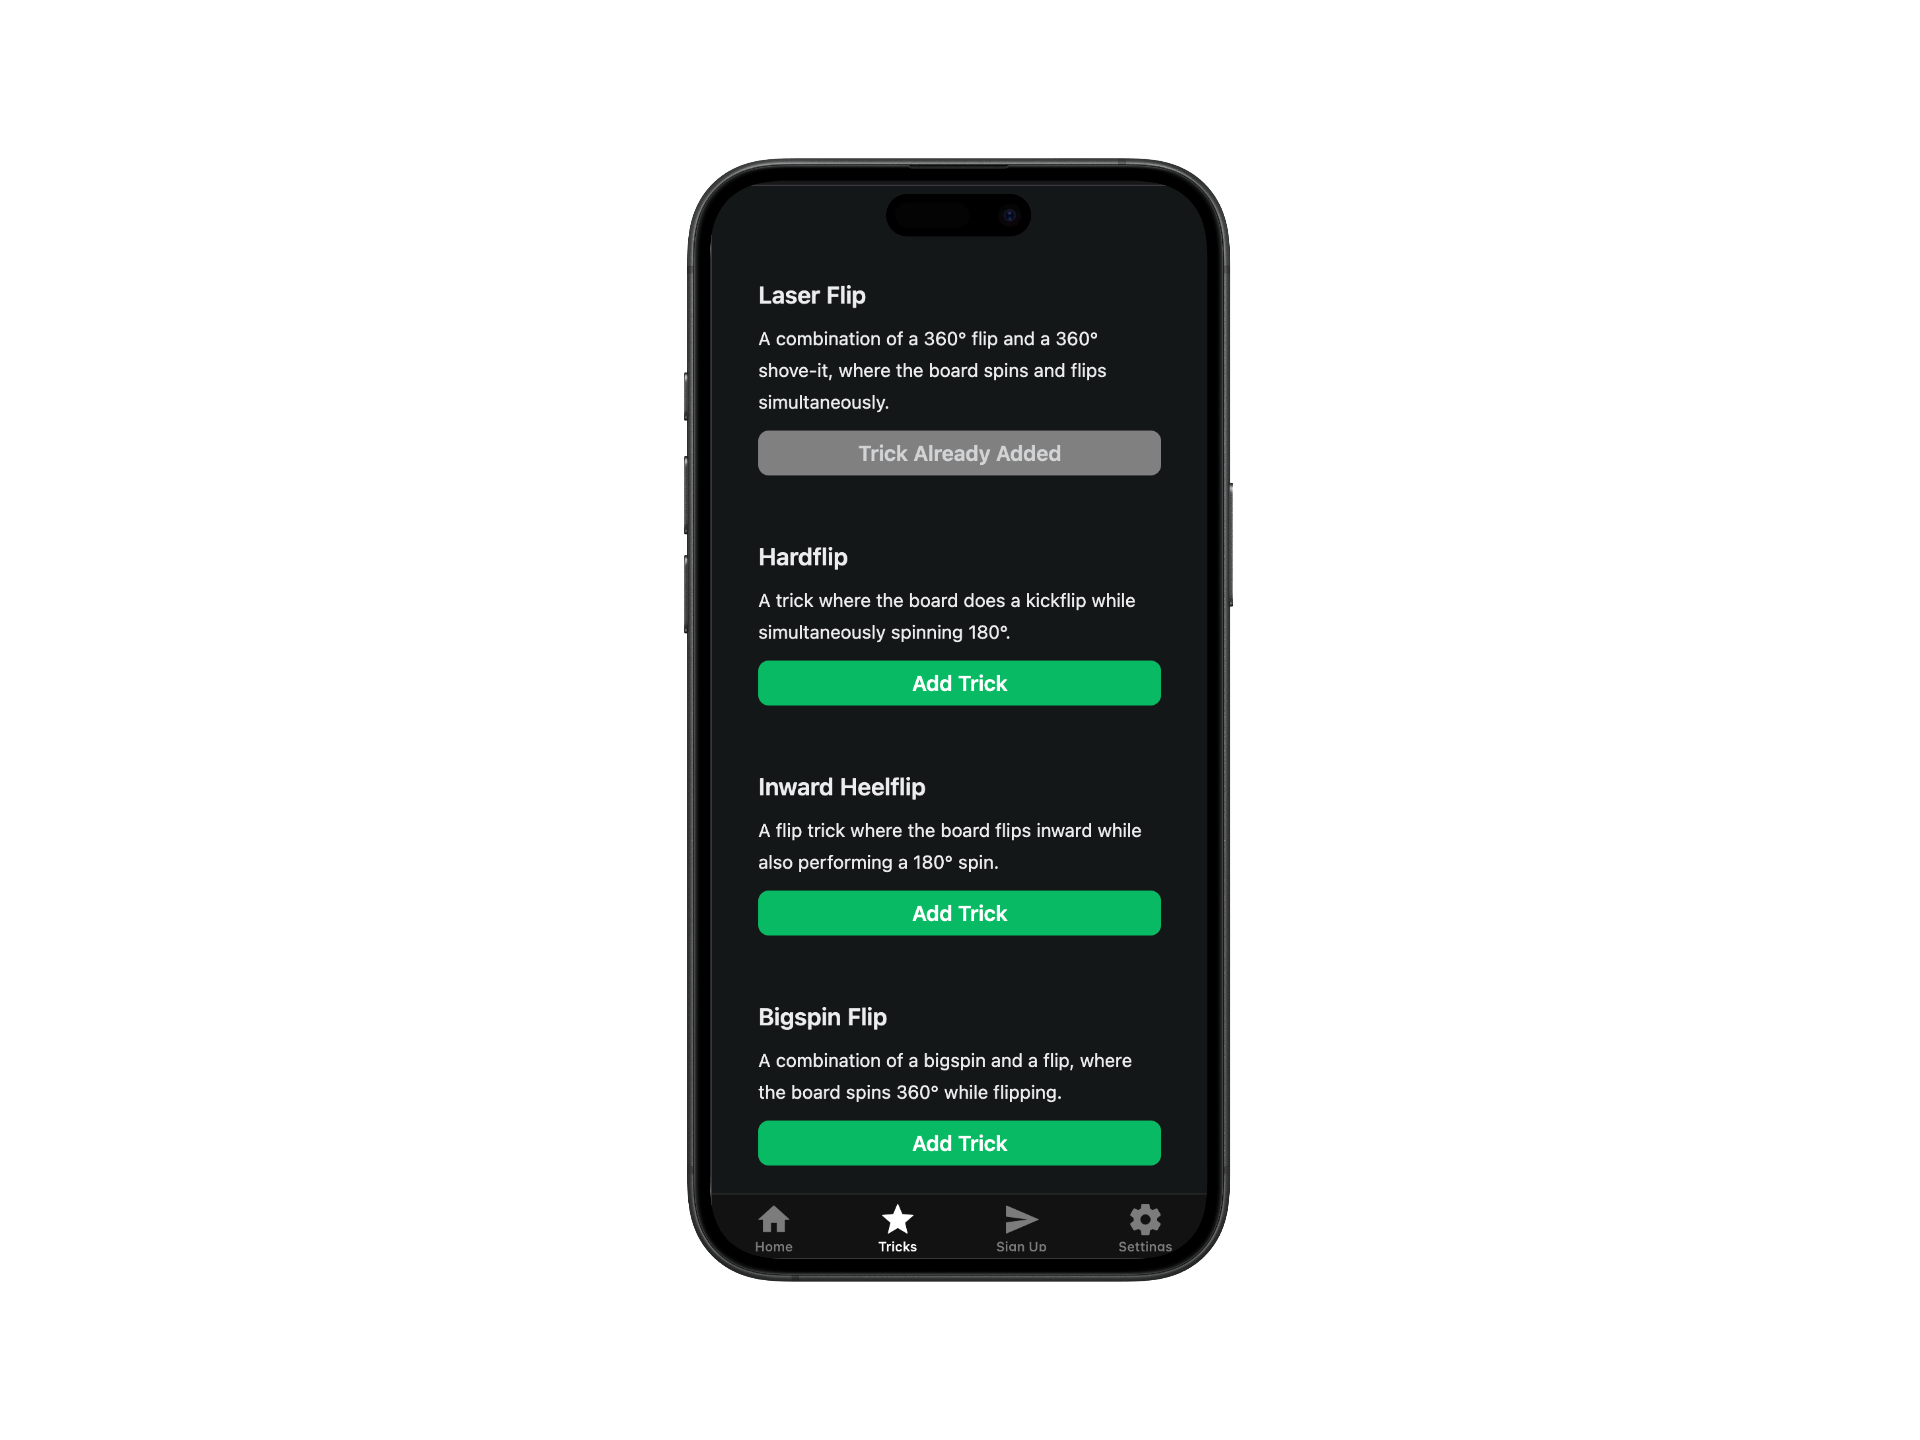 Laser Flip
A combination of a 360° flip and a 360°
shove-it, where the board spins and flips
simultaneously.
Trick Already Added
Hardflip
A trick where the board does a kickflip while
simultaneously spinning 180°.
Add Trick
Inward Heelflip
A flip trick where the board flips inward while
also performing a 180° spin.
Add Trick
Bigspin Flip
A combination of a bigspin and a flip, where
the board spins 360° while flipping.
Add Trick
Home Tricks Sign Up Settings